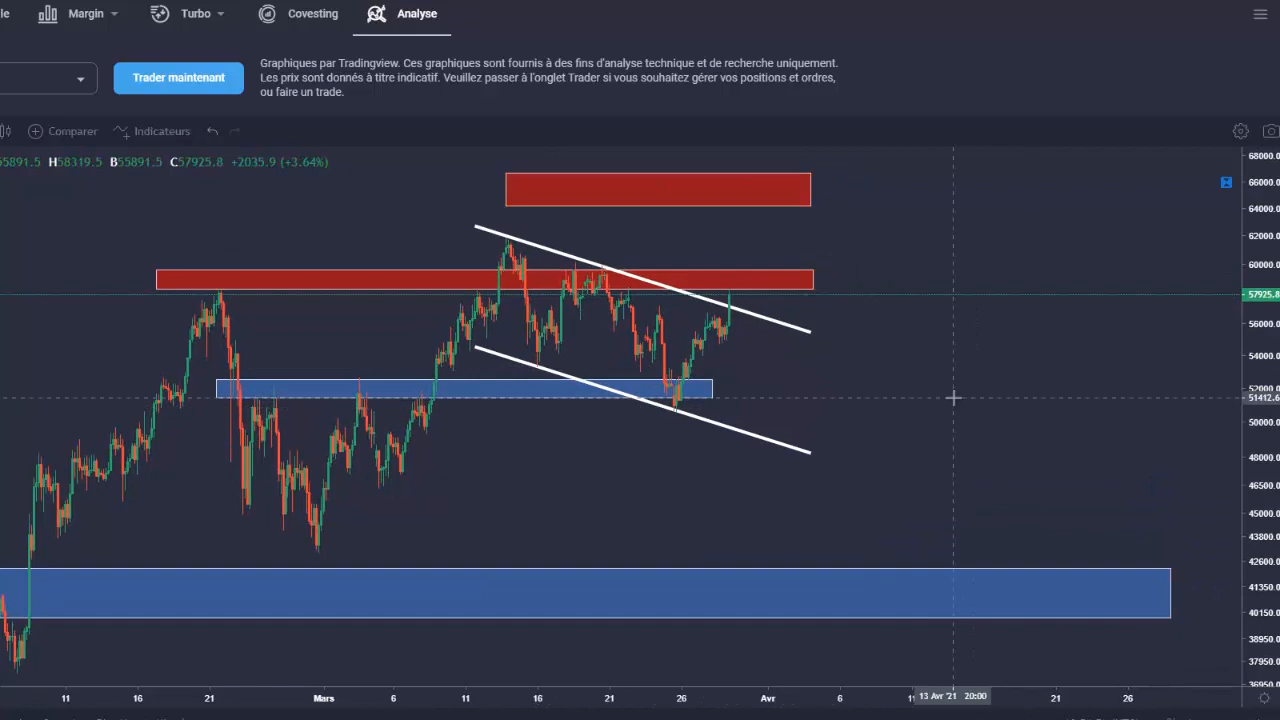 le Margin Turbo Covesting Analyse
Trader maintenant
Graphiques par Tradingview. Ces graphiques sont fournis à des fins d'analyse technique et de recherche uniquement.
Les prix sont donnés à titre indicatif. Veuillez passer à l'onglet Trader si vous souhaitez gérer vos positions et ordres,
ou faire un trade.
Comparer Indicateurs
55891.5 H58319.5 B55891.5 C57925.8 +2035.9 (+3.64%)
68000.0
66000.0
64000.0
62000.0
60000.0
57925.8
56000.0
54000.0
52000.0
51412.6
50000.0
48000.0
46500.0
45000.0
43800.0
42600.0
41350.0
40150.0
38950.0
37950.0
36950.0
11 16 21 Mars 6 11 16 21 26 Avr 6 11 13 Avr '21 20:00 21 26